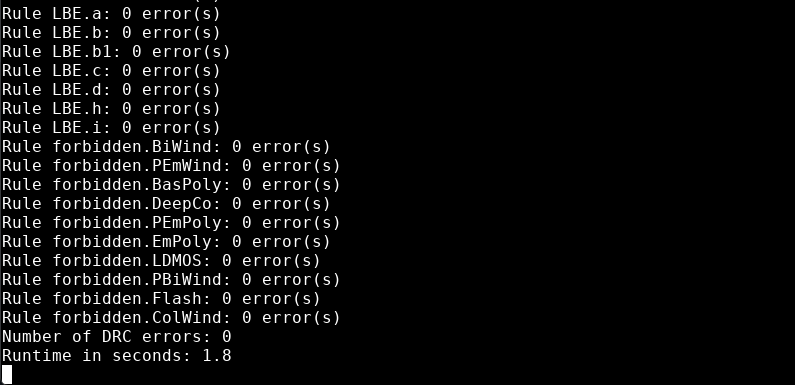 Rule LBE.a: 0 error(s)
Rule LBE.b: 0 error(s)
Rule LBE.b1: 0 error(s)
Rule LBE.c: 0 error(s)
Rule LBE.d: 0 error(s)
Rule LBE.h: 0 error(s)
Rule LBE.i: 0 error(s)
Rule forbidden.BiWind: 0 error(s)
Rule forbidden.PEmWind: 0 error(s)
Rule forbidden.BasPoly: 0 error(s)
Rule forbidden.DeepCo: 0 error(s)
Rule forbidden.PEmPoly: 0 error(s)
Rule forbidden.EmPoly: 0 error(s)
Rule forbidden.LDMOS: 0 error(s)
Rule forbidden.PBiWind: 0 error(s)
Rule forbidden.Flash: 0 error(s)
Rule forbidden.ColWind: 0 error(s)
Number of DRC errors: 0
Runtime in seconds: 1.8